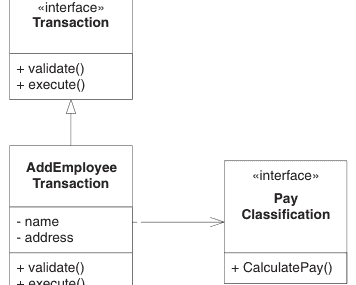 «interface»
Transaction
+ validate()
+ execute()
AddEmployee
Transaction
- name
- address
+ validate()
+ execute()
«interface»
Pay
Classification
+ CalculatePay()